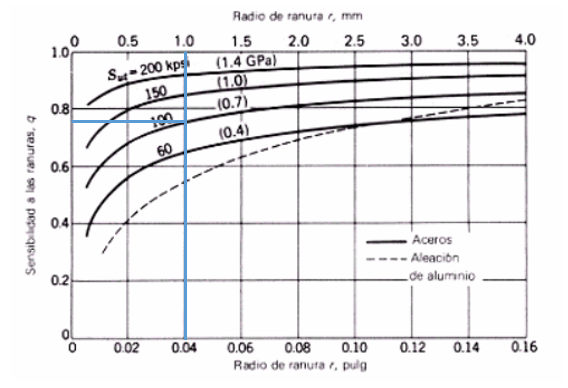 Radio de ranura r, mm
0 0.5 1.0 1.5 2.0 2.5 3.0 3.5 4.0
1.0
0.8
0.6
0.4
0.2
0
Sensibilidad a las ranuras, q
Sut = 200 kpsi (1.4 GPa)
150 (1.0)
100 (0.7)
60 (0.4)
Aceros
Aleación
de aluminio
0 0.02 0.04 0.06 0.08 0.10 0.12 0.14 0.16
Radio de ranura r, pulg